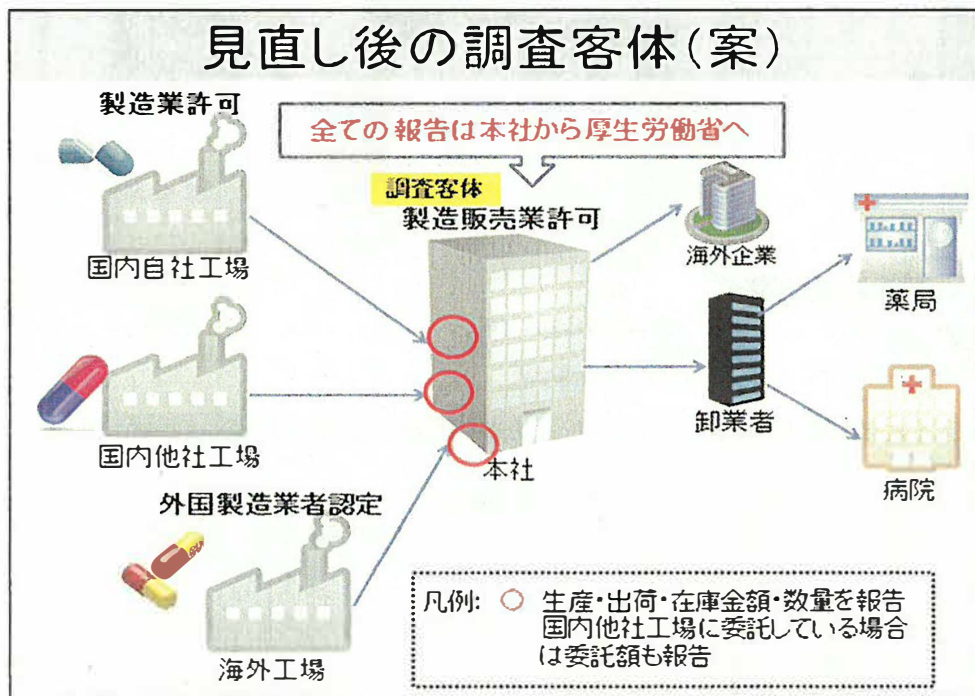 見直し後の調査客体(案)
製造業許可
全ての報告は本社から厚生労働省へ
調査客体
製造販売業許可
国内自社工場
海外企業
薬局
国内他社工場
本社
卸業者
病院
外国製造業者認定
海外工場
凡例: ○ 生産・出荷・在庫金額・数量を報告
国内他社工場に委託している場合
は委託額も報告